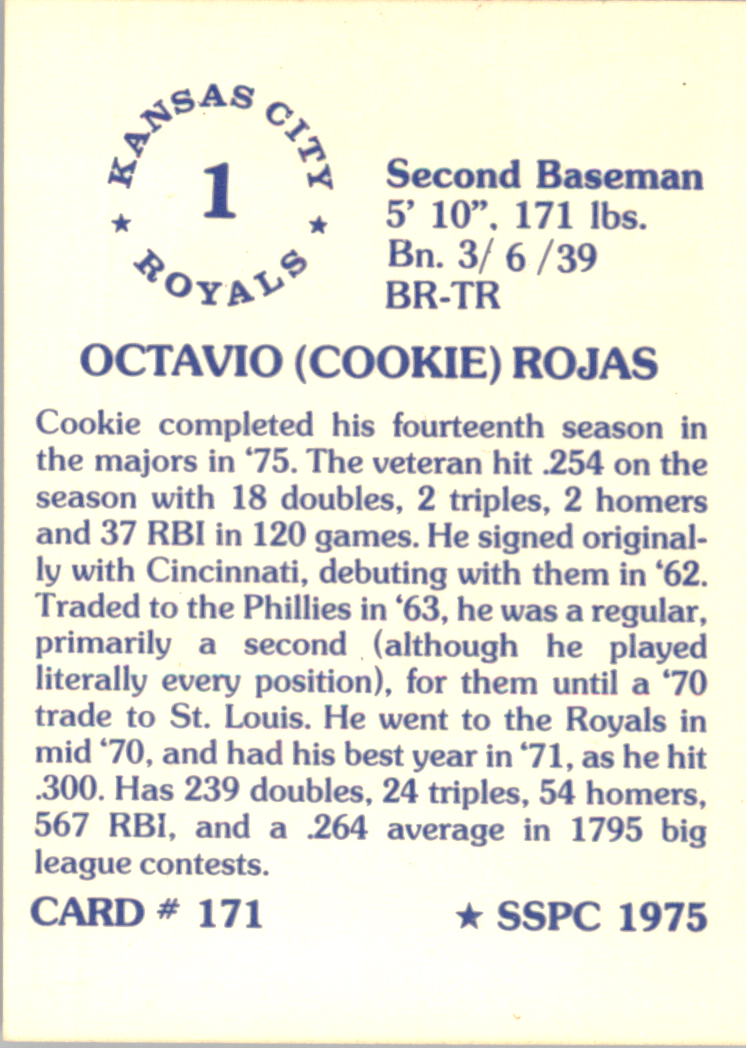 KANSAS CITY
1
★ ★
ROYALS
Second Baseman
5' 10", 171 lbs.
Bn. 3/ 6 /39
BR-TR
OCTAVIO (COOKIE) ROJAS
Cookie completed his fourteenth season in
the majors in ‘75. The veteran hit .254 on the
season with 18 doubles, 2 triples, 2 homers
and 37 RBI in 120 games. He signed original-
ly with Cincinnati, debuting with them in ‘62.
Traded to the Phillies in ‘63, he was a regular,
primarily a second (although he played
literally every position), for them until a ‘70
trade to St. Louis. He went to the Royals in
mid ‘70, and had his best year in ‘71, as he hit
.300. Has 239 doubles, 24 triples, 54 homers,
567 RBI, and a .264 average in 1795 big
league contests.
CARD # 171 ★ SSPC 1975